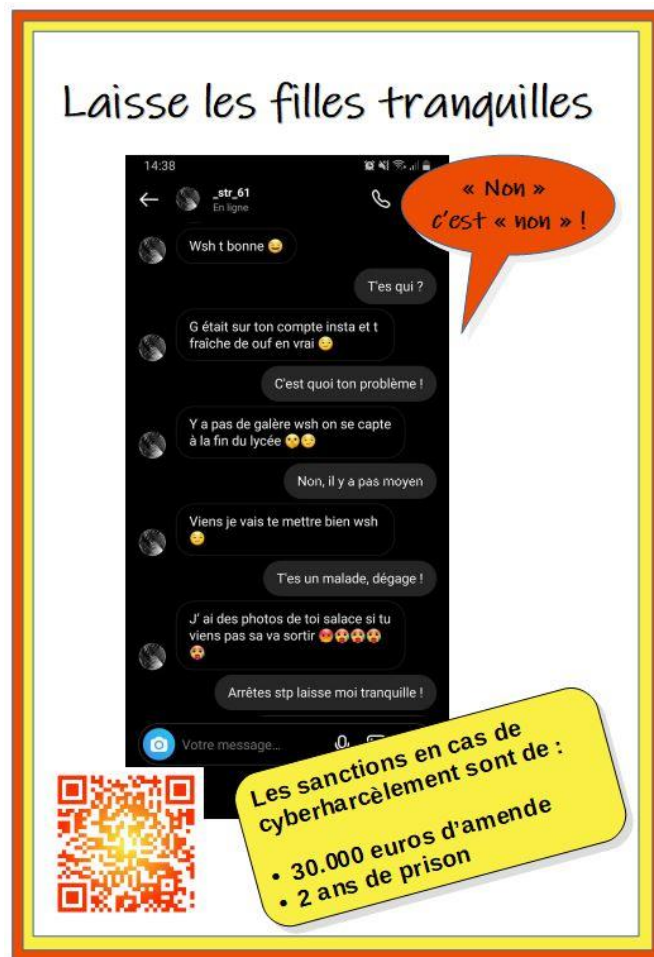 Laisse les filles tranquilles
« Non »
c'est « non » !
14:38
_str_61
En ligne
Wsh t bonne 😂
T'es qui ?
G était sur ton compte insta et t
fraîche de ouf en vrai 😏
C'est quoi ton problème !
Y a pas de galère wsh on se capte
à la fin du lycée 🤫😏
Non, il y a pas moyen
Viens je vais te mettre bien wsh
😏
T'es un malade, dégage !
J' ai des photos de toi salace si tu
viens pas sa va sortir 😡🥵🥵🥵
🥵
Arrêtes stp laisse moi tranquille !
Votre message...
Les sanctions en cas de
cyberharcèlement sont de :
• 30.000 euros d'amende
• 2 ans de prison